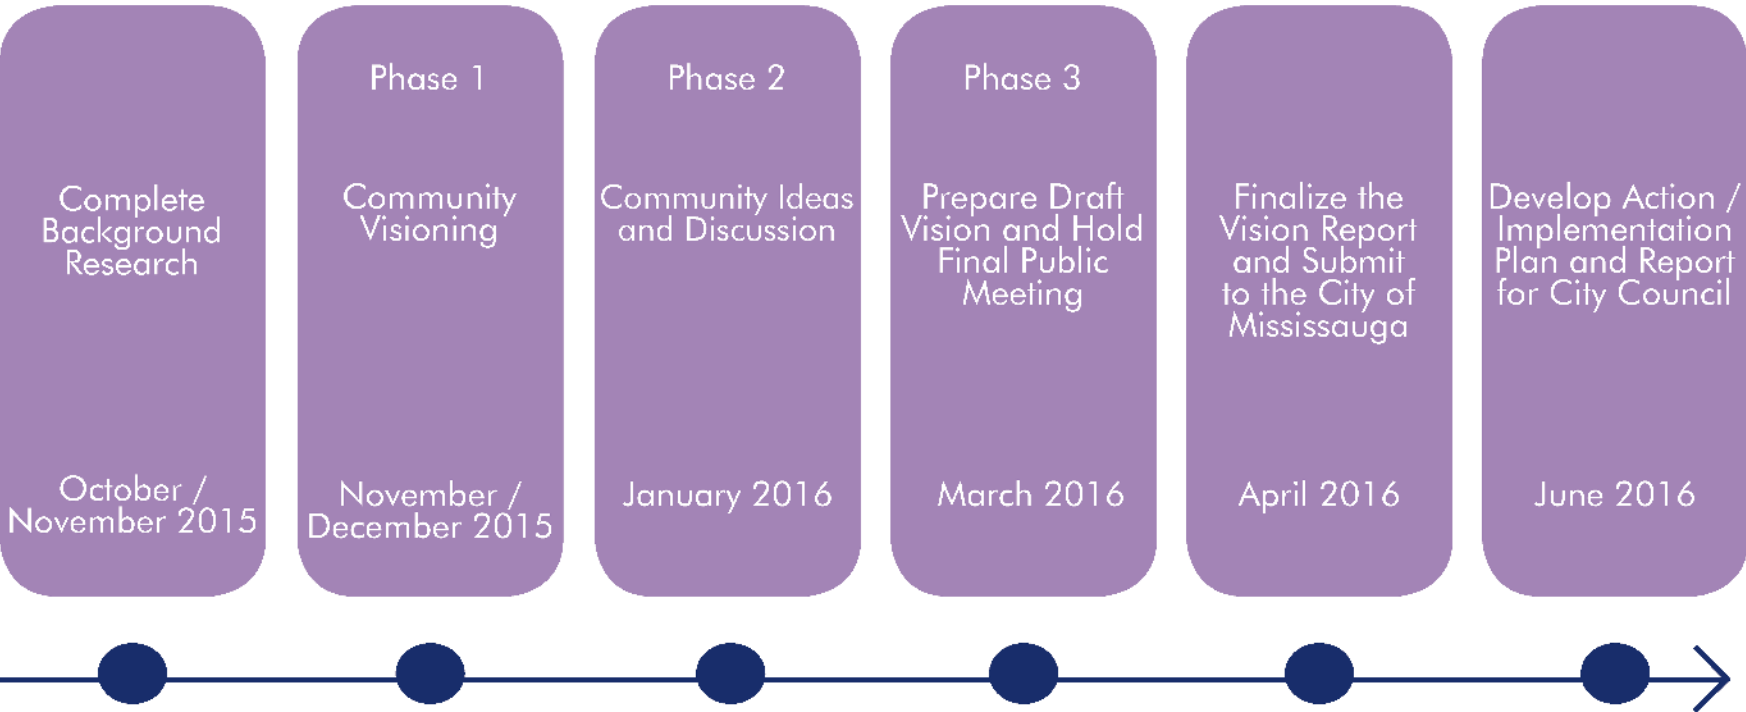 Complete
Background
Research
October /
November 2015
Phase 1
Community
Visioning
November /
December 2015
Phase 2
Community Ideas
and Discussion
January 2016
Phase 3
Prepare Draft
Vision and Hold
Final Public
Meeting
March 2016
Finalize the
Vision Report
and Submit
to the City of
Mississauga
April 2016
Develop Action /
Implementation
Plan and Report
for City Council
June 2016